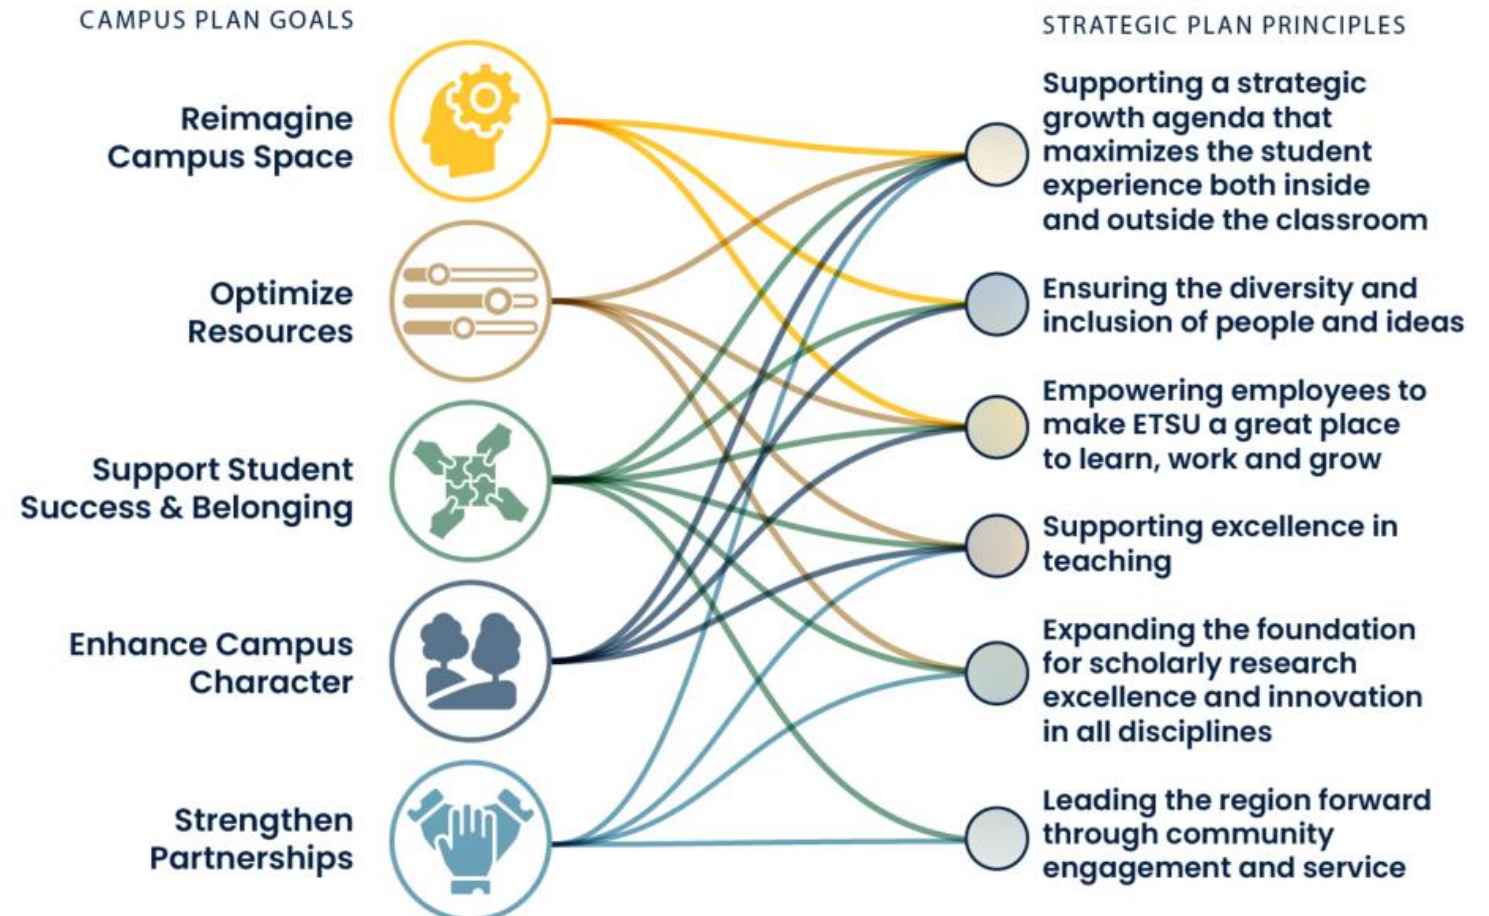 CAMPUS PLAN GOALS
Reimagine
Campus Space
Optimize
Resources
Support Student
Success & Belonging
Enhance Campus
Character
Strengthen
Partnerships
STRATEGIC PLAN PRINCIPLES
Supporting a strategic
growth agenda that
maximizes the student
experience both inside
and outside the classroom
Ensuring the diversity and
inclusion of people and ideas
Empowering employees to
make ETSU a great place
to learn, work and grow
Supporting excellence in
teaching
Expanding the foundation
for scholarly research
excellence and innovation
in all disciplines
Leading the region forward
through community
engagement and service